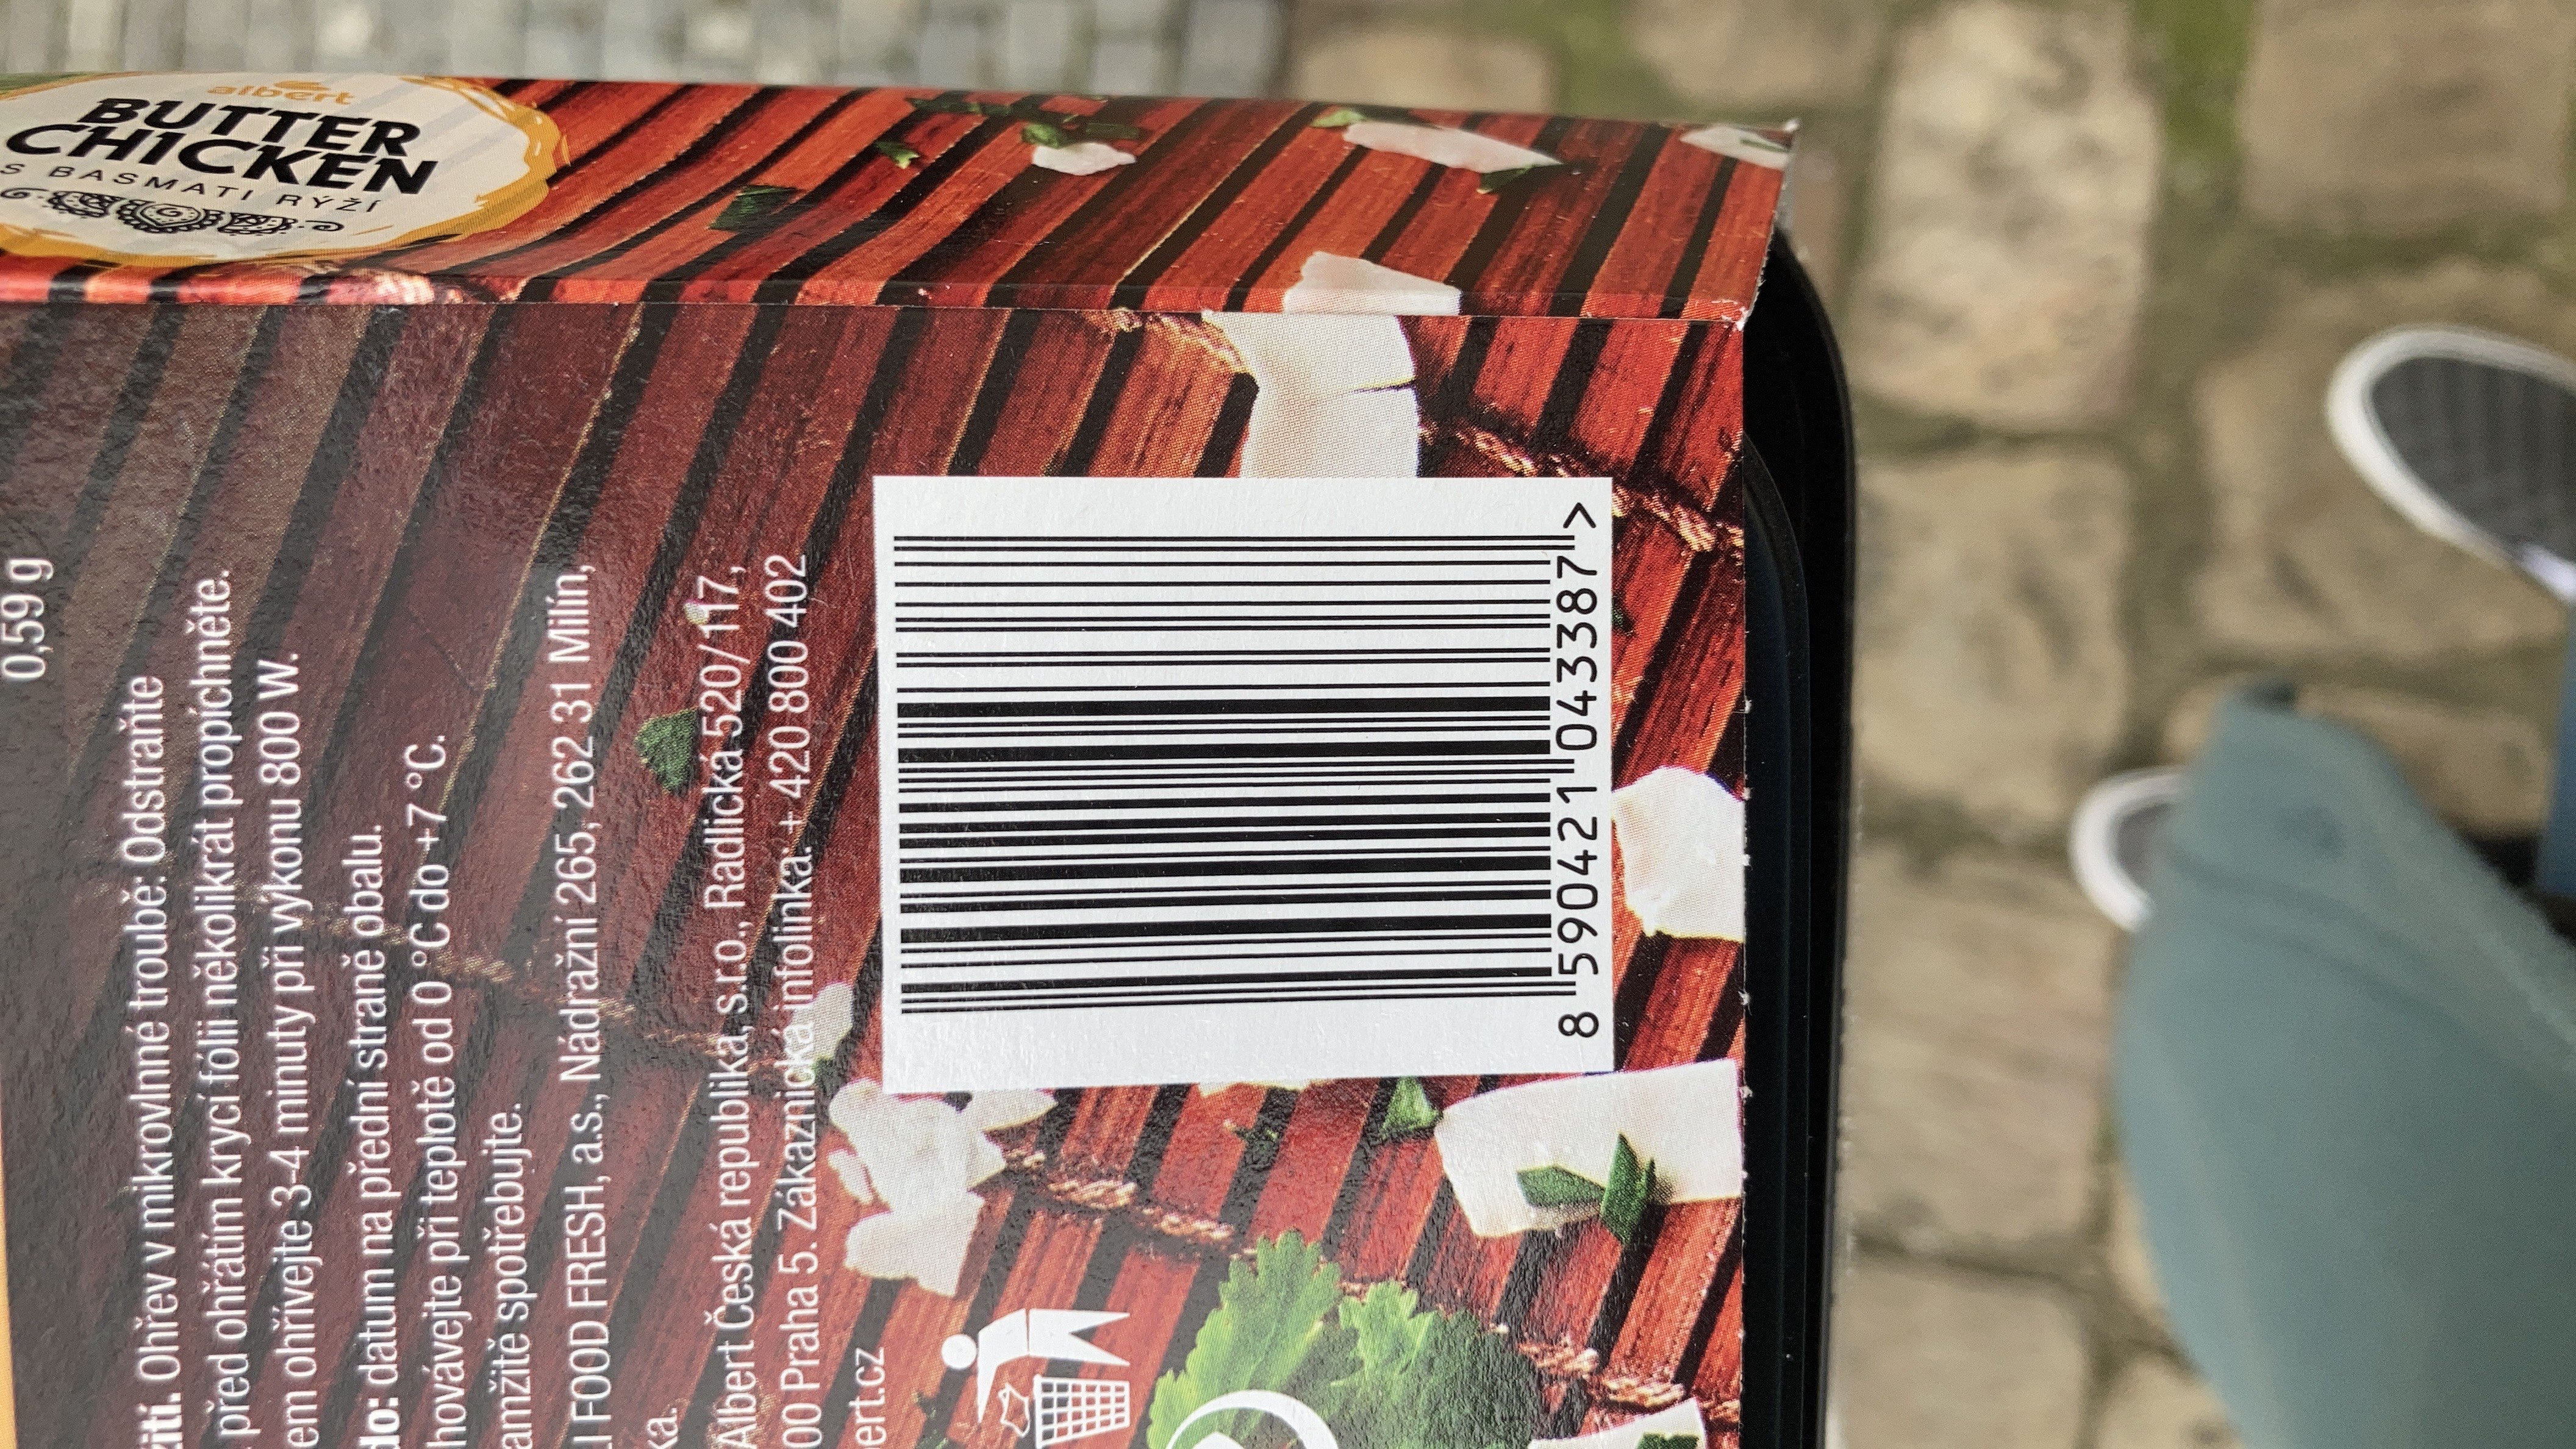 albert
BUTTER
CHICKEN
S BASMATI RÝŽÍ
0,59 g
Ohřev v mikrovlnné troubě: Odstraňte
před ohřátím krycí fólii několikrát propíchněte.
ohřívejte 3-4 minuty při výkonu 800 W.
datum na přední straně obalu.
při teplotě od 0 °C do +7 °C.
spotřebujte.
FOOD FRESH, a.s., Nádražní 265, 262 31 Milín,
Albert Česká republika, s.r.o., Radlická 520/117,
00 Praha 5. Zákaznická infolinka: + 420 800 402
8 590421 043387 >